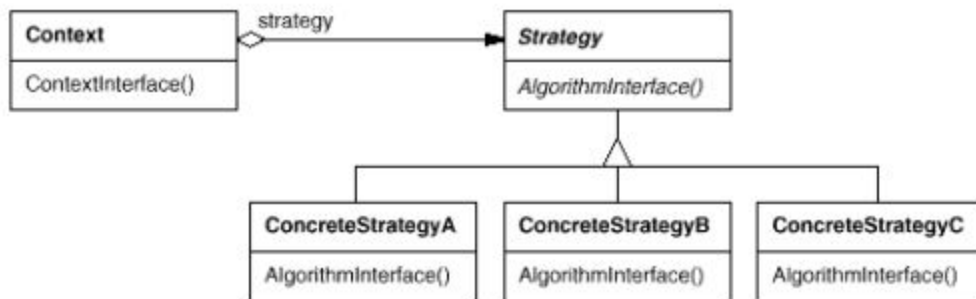 strategy
Context
Strategy
ContextInterface()
AlgorithmInterface()
ConcreteStrategyA
ConcreteStrategyB
ConcreteStrategyC
AlgorithmInterface()
AlgorithmInterface()
AlgorithmInterface()